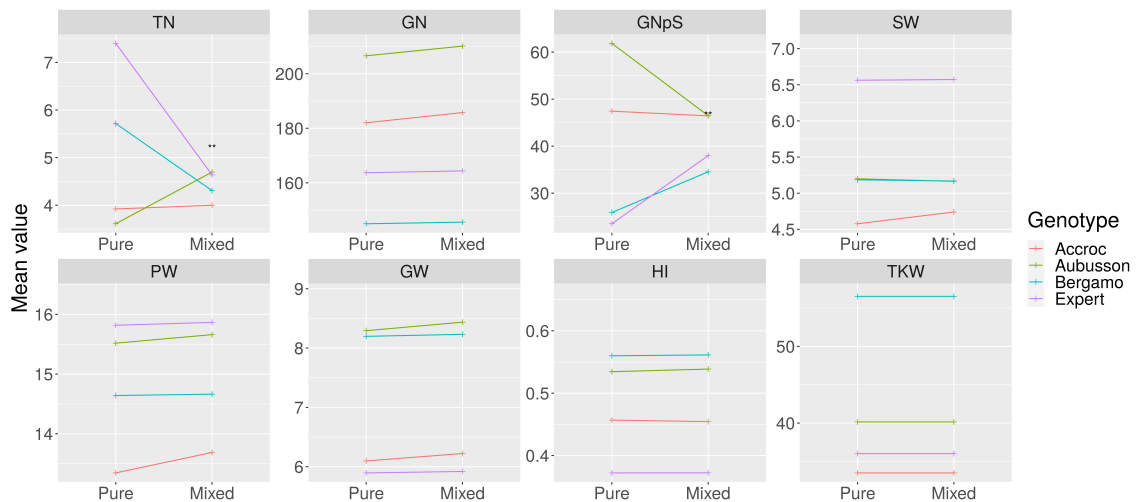 TN
GN
GNpS
SW
7
6
5
4
200
180
160
60
50
40
30
7.0
6.5
6.0
5.5
5.0
4.5
**
**
Pure Mixed
Pure Mixed
Pure Mixed
Pure Mixed
Mean value
PW
GW
HI
TKW
16
15
14
9
8
7
6
0.6
0.5
0.4
50
40
Pure Mixed
Pure Mixed
Pure Mixed
Pure Mixed
Genotype
Accroc
Aubusson
Bergamo
Expert